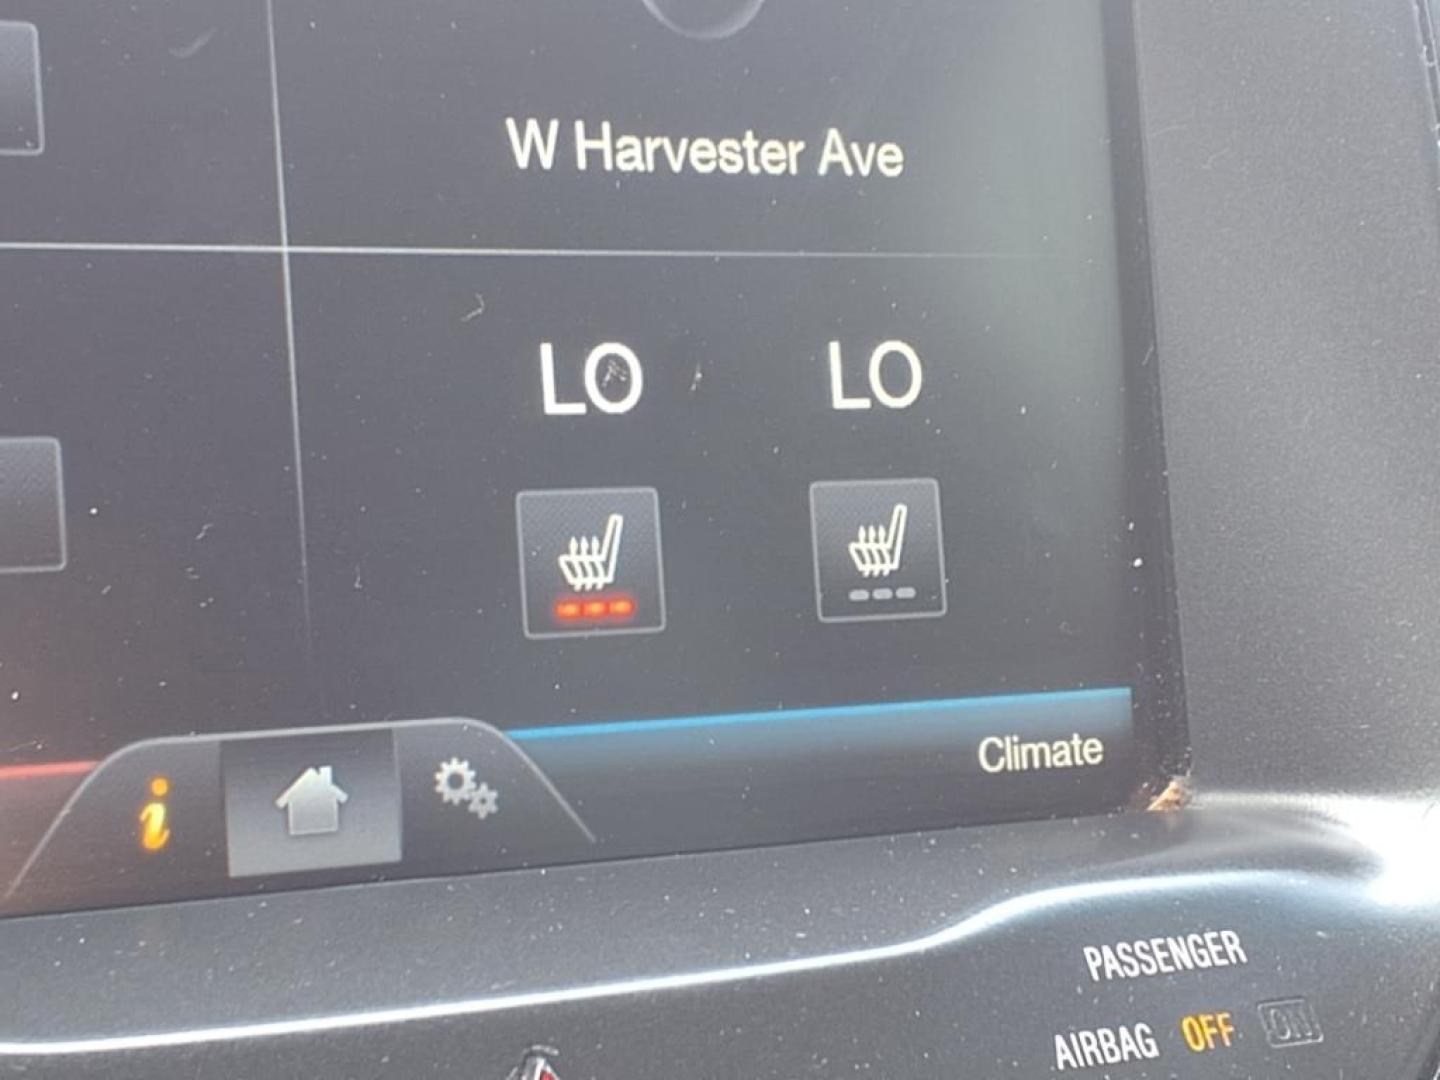 W Harvester Ave
LO LO
i
Climate
PASSENGER
AIRBAG OFF ON